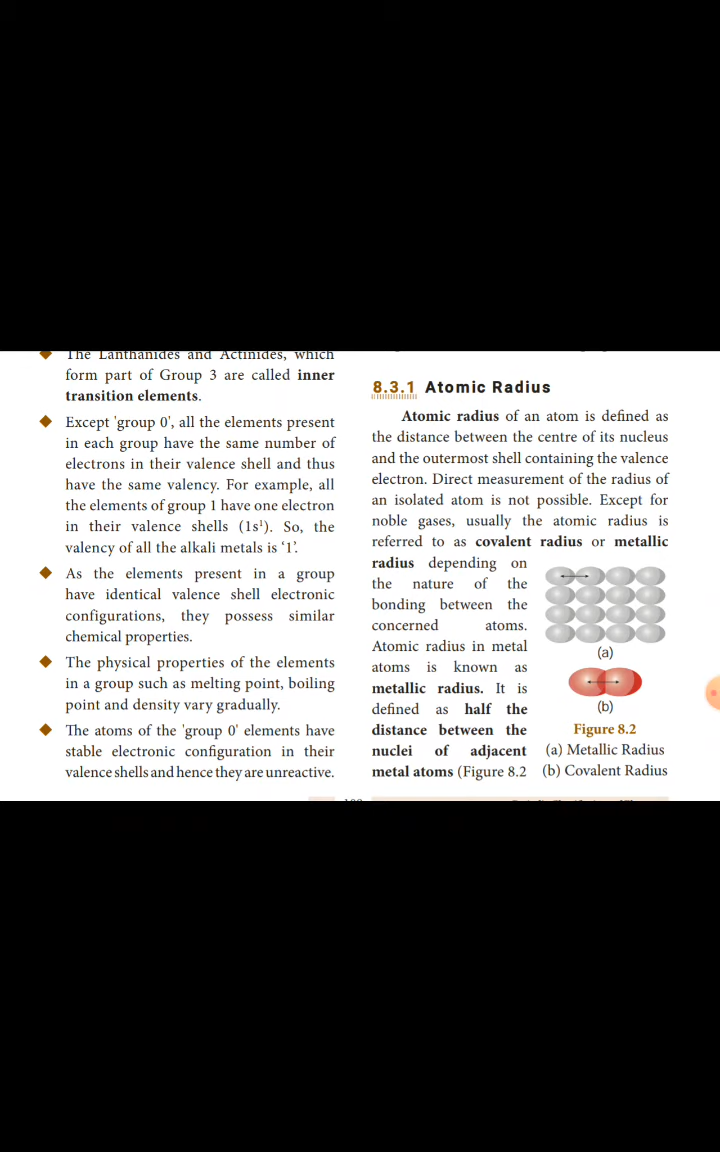 The Lanthanides and Actinides, which
form part of Group 3 are called inner
transition elements.
Except 'group 0', all the elements present
in each group have the same number of
electrons in their valence shell and thus
have the same valency. For example, all
the elements of group 1 have one electron
in their valence shells (1s¹). So, the
valency of all the alkali metals is ‘1’.
As the elements present in a group
have identical valence shell electronic
configurations, they possess similar
chemical properties.
The physical properties of the elements
in a group such as melting point, boiling
point and density vary gradually.
The atoms of the 'group 0' elements have
stable electronic configuration in their
valence shells and hence they are unreactive.
8.3.1 Atomic Radius
Atomic radius of an atom is defined as
the distance between the centre of its nucleus
and the outermost shell containing the valence
electron. Direct measurement of the radius of
an isolated atom is not possible. Except for
noble gases, usually the atomic radius is
referred to as covalent radius or metallic
radius depending on
the nature of the
bonding between the
concerned atoms.
Atomic radius in metal
atoms is known as
metallic radius. It is
defined as half the
distance between the
nuclei of adjacent
metal atoms (Figure 8.2
(a)
(b)
Figure 8.2
(a) Metallic Radius
(b) Covalent Radius